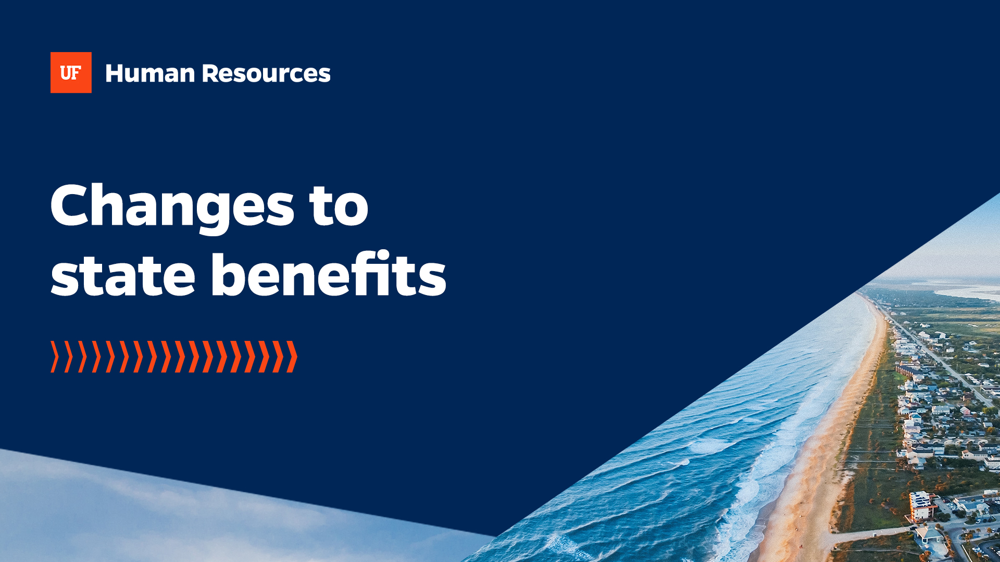 UF Human Resources
Changes to
state benefits